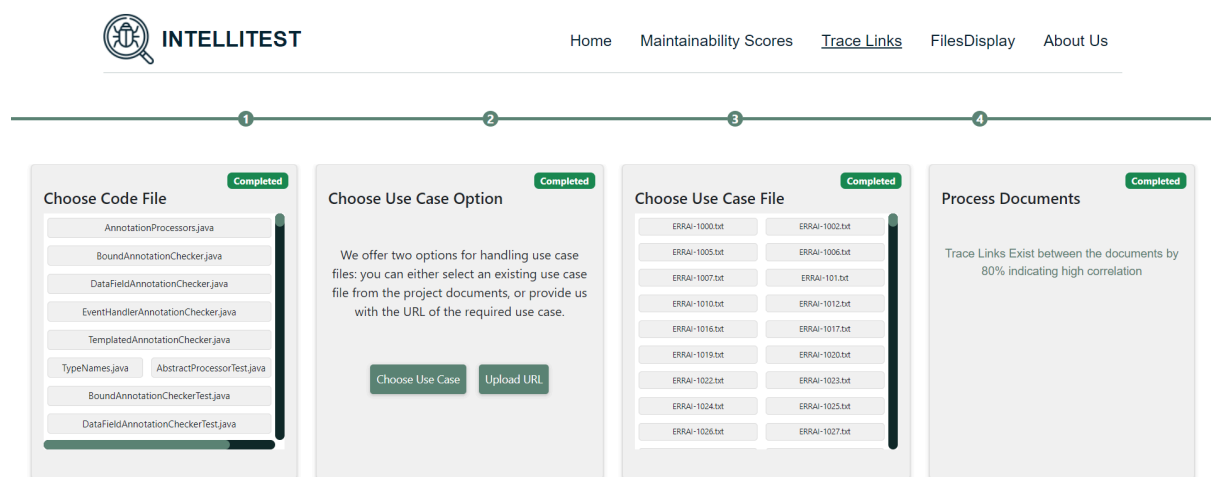 INTELLITEST
Home Maintainability Scores Trace Links FilesDisplay About Us
1 2 3 4
Completed
Choose Code File
AnnotationProcessors.java
BoundAnnotationChecker.java
DataFieldAnnotationChecker.java
EventHandlerAnnotationChecker.java
TemplatedAnnotationChecker.java
TypeNames.java AbstractProcessorTest.java
BoundAnnotationCheckerTest.java
DataFieldAnnotationCheckerTest.java
Completed
Choose Use Case Option
We offer two options for handling use case
files: you can either select an existing use case
file from the project documents, or provide us
with the URL of the required use case.
Choose Use Case Upload URL
Completed
Choose Use Case File
ERRAI-1000.txt ERRAI-1002.txt
ERRAI-1005.txt ERRAI-1006.txt
ERRAI-1007.txt ERRAI-101.txt
ERRAI-1010.txt ERRAI-1012.txt
ERRAI-1016.txt ERRAI-1017.txt
ERRAI-1019.txt ERRAI-1020.txt
ERRAI-1022.txt ERRAI-1023.txt
ERRAI-1024.txt ERRAI-1025.txt
ERRAI-1026.txt ERRAI-1027.txt
Completed
Process Documents
Trace Links Exist between the documents by
80% indicating high correlation